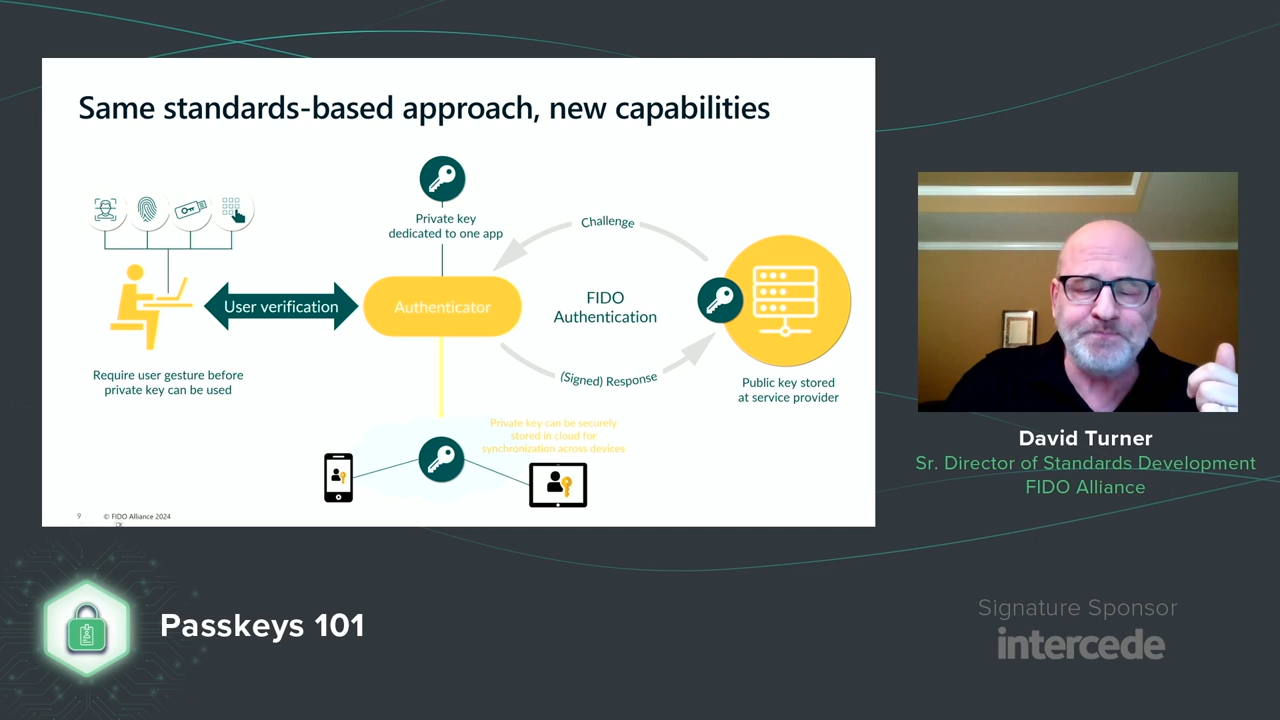 Same standards-based approach, new capabilities
Private key
dedicated to one app
Challenge
User verification
Authenticator
FIDO
Authentication
(Signed) Response
Require user gesture before
private key can be used
Public key stored
at service provider
Private key can be securely
stored in cloud for
synchronization across devices
9
© FIDO Alliance 2024
David Turner
Sr. Director of Standards Development
FIDO Alliance
Passkeys 101
Signature Sponsor
intercede